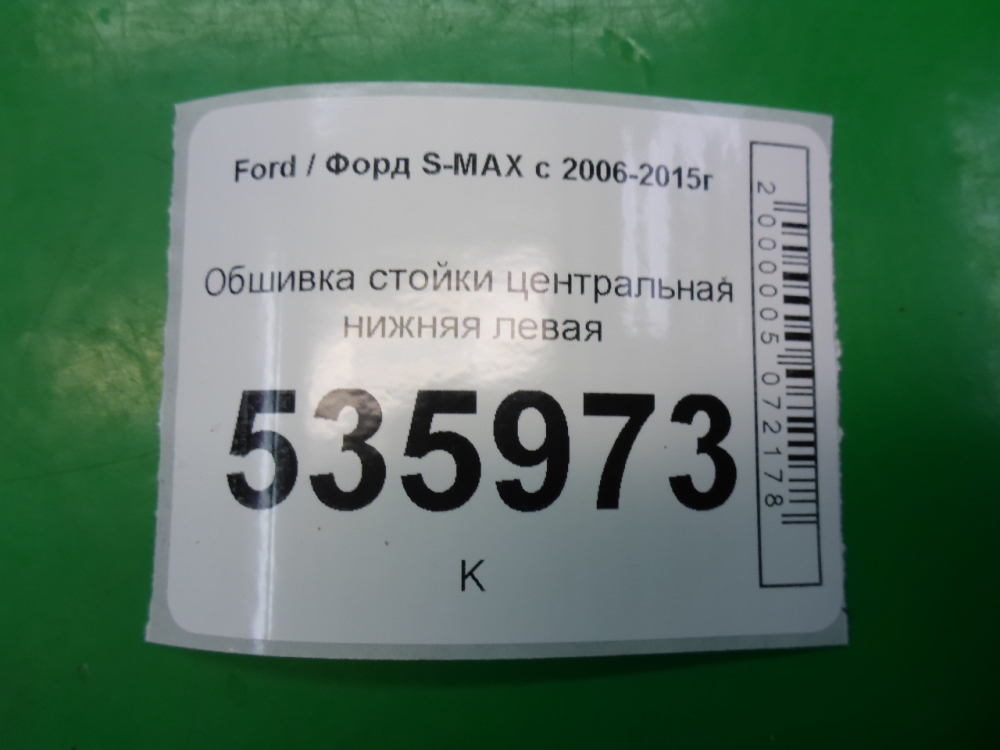 Ford / Форд S-MAX с 2006-2015г
Обшивка стойки центральная
нижняя левая
535973
К
2000005072178